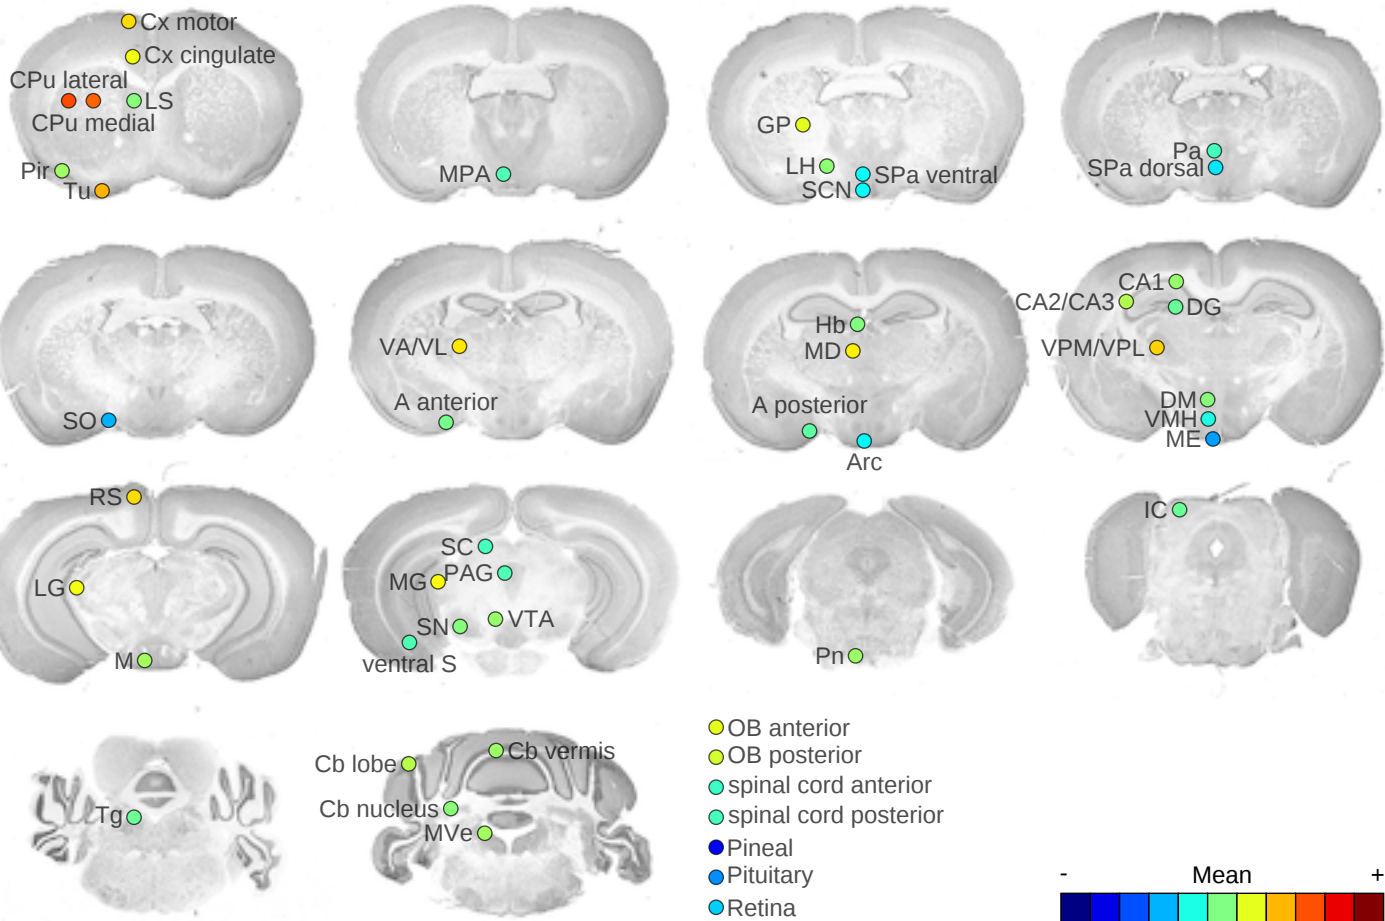 Cx motor
Cx cingulate
CPu lateral
LS
CPu medial
Pir
Tu
MPA
GP
LH
SPa ventral
SCN
Pa
SPa dorsal
SO
VA/VL
A anterior
Hb
MD
A posterior
Arc
CA1
CA2/CA3
DG
VPM/VPL
DM
VMH
ME
RS
LG
M
SC
PAG
MG
VTA
SN
ventral S
Pn
IC
Tg
Cb lobe
Cb vermis
Cb nucleus
MVe
OB anterior
OB posterior
spinal cord anterior
spinal cord posterior
Pineal
Pituitary
Retina
- Mean +